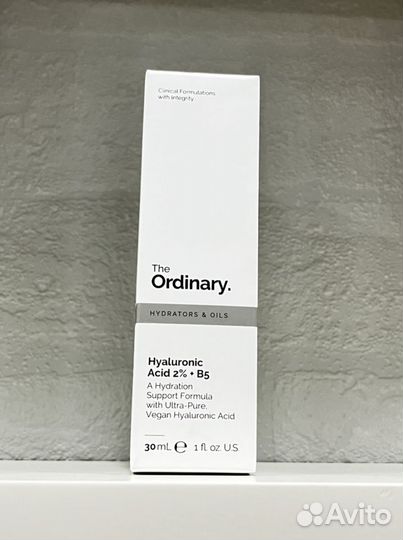 Clinical Formulations
with Integrity.
The
Ordinary.
HYDRATORS & OILS
Hyaluronic
Acid 2% + B5
A Hydration
Support Formula
with Ultra-Pure,
Vegan Hyaluronic Acid
30 mL ℮ 1 fl. oz. U.S.
Avito